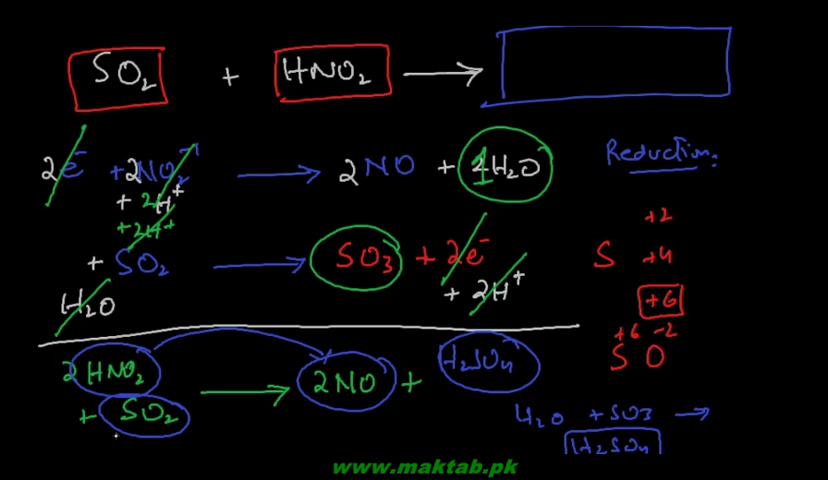 SO₂ + HNO₂ →
2e⁻ + 2NO₂⁻ → 2NO + 1H₂O
Reduction:
+ 2H⁺
+ 2H⁺
+2
+ SO₂ → SO₃ + 2e⁻
S +4
H₂O
+ 2H⁺
+6
+6 -2
S O
2HNO₂ → 2NO + H₂SO₄
+ SO₂
H₂O + SO₃ →
H₂SO₄
www.maktab.pk